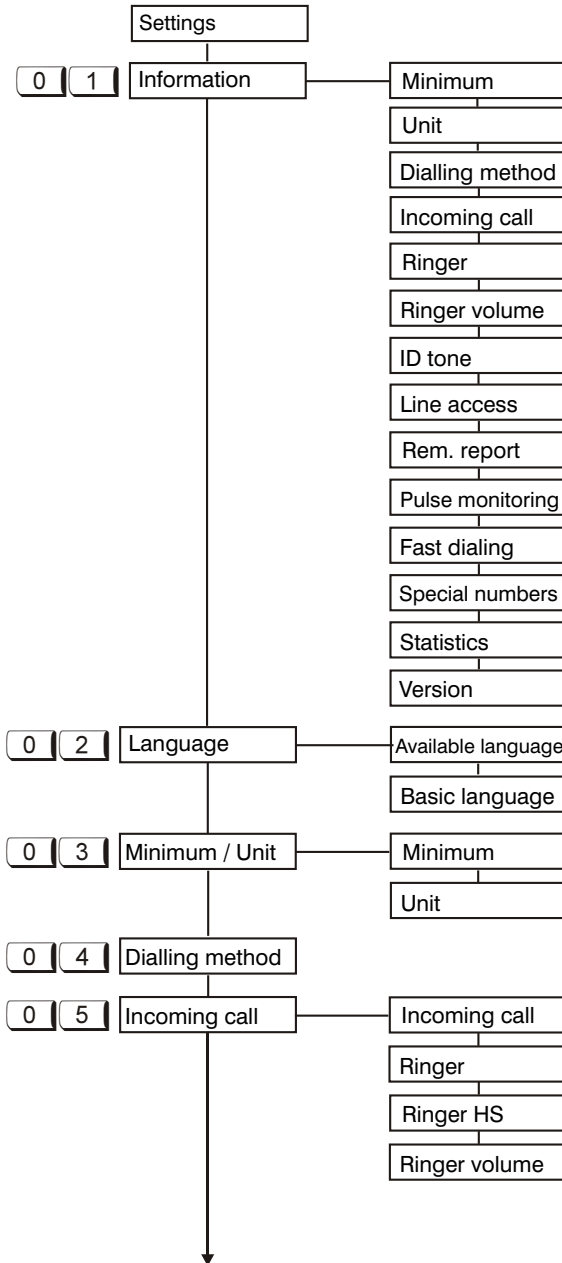 Settings
0 1 Information Minimum
Unit
Dialling method
Incoming call
Ringer
Ringer volume
ID tone
Line access
Rem. report
Pulse monitoring
Fast dialing
Special numbers
Statistics
Version
0 2 Language Available language
Basic language
0 3 Minimum / Unit Minimum
Unit
0 4 Dialling method
0 5 Incoming call Incoming call
Ringer
Ringer HS
Ringer volume